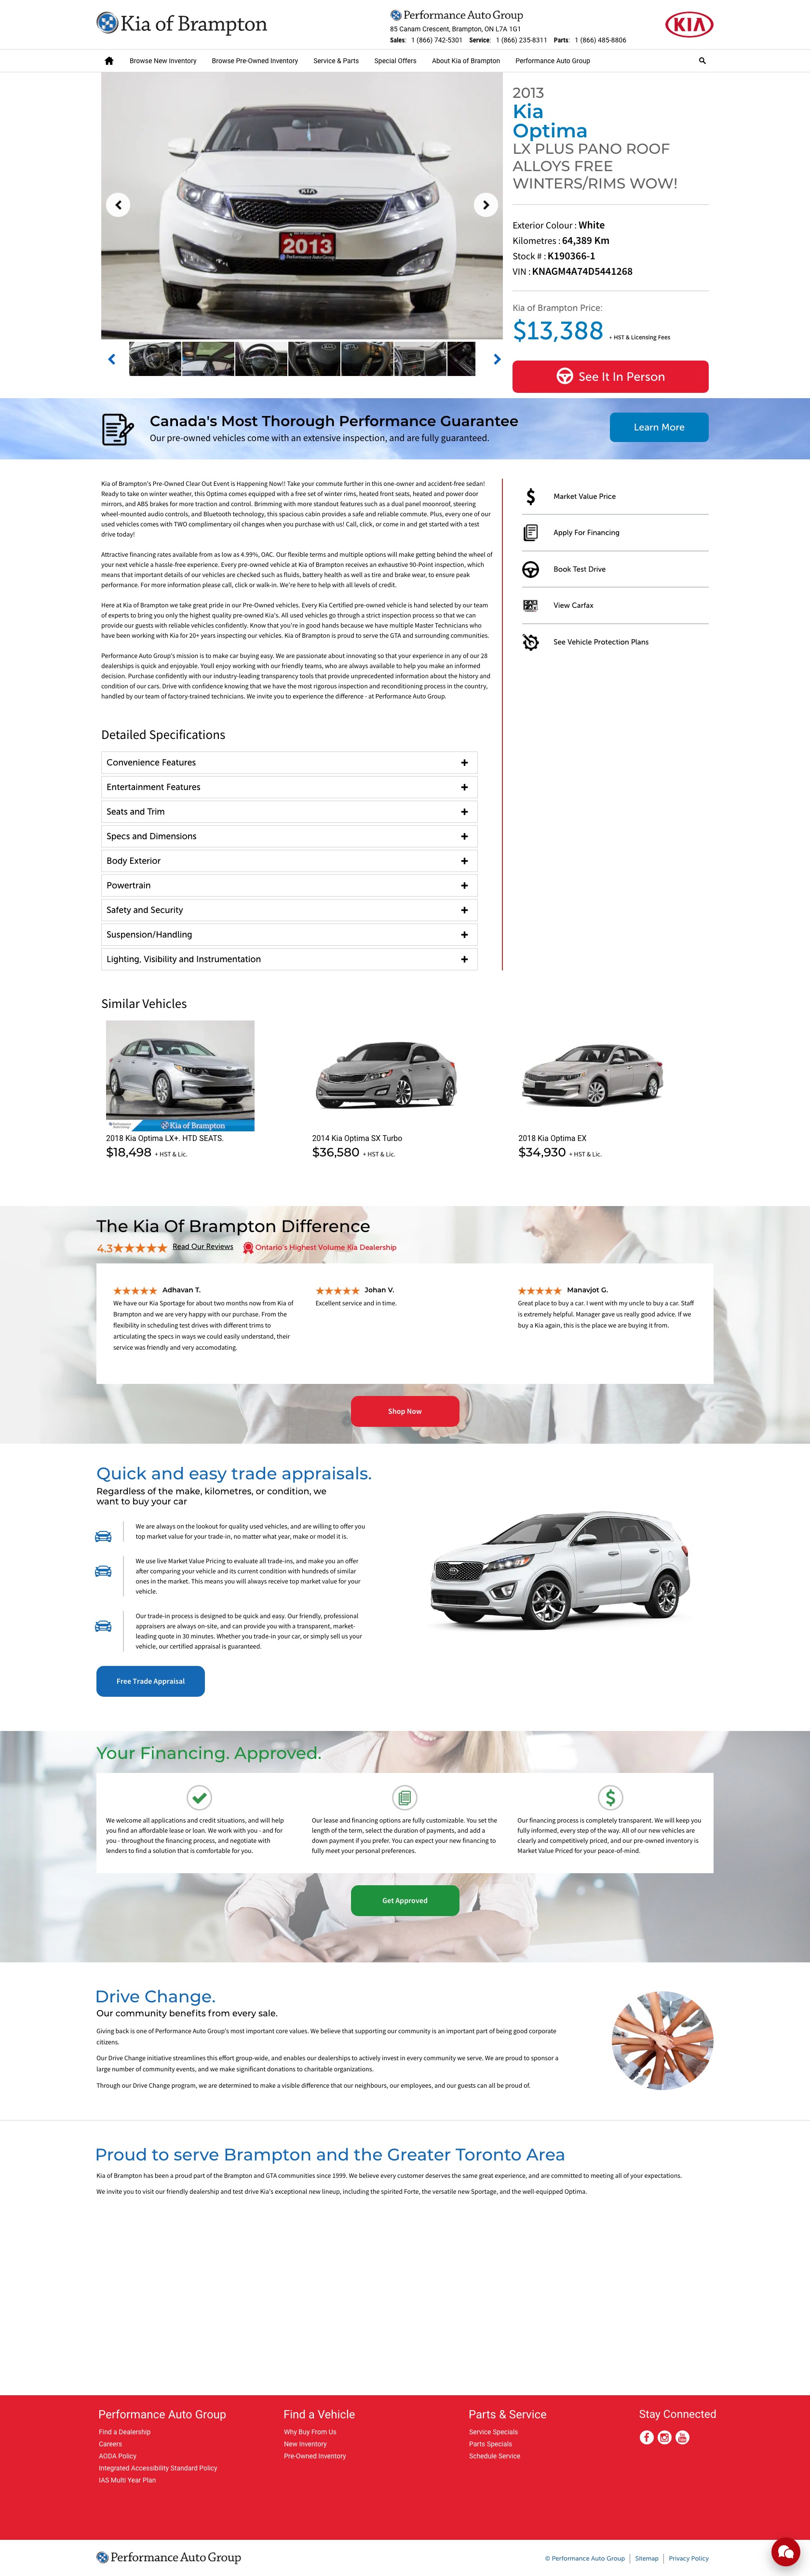 Kia of Brampton
Performance Auto Group
85 Canam Crescent, Brampton, ON L7A 1G1
Sales: 1 (866) 742-5301 Service: 1 (866) 235-8311 Parts: 1 (866) 485-8806
KIA
Browse New Inventory Browse Pre-Owned Inventory Service & Parts Special Offers About Kia of Brampton Performance Auto Group
KIA
2013
Performance Auto Group
2013
Kia
Optima
LX PLUS PANO ROOF
ALLOYS FREE
WINTERS/RIMS WOW!
Exterior Colour : White
Kilometres : 64,389 Km
Stock # : K190366-1
VIN : KNAGM4A74D5441268
Kia of Brampton Price:
$13,388 + HST & Licensing Fees
See It In Person
Canada's Most Thorough Performance Guarantee
Our pre-owned vehicles come with an extensive inspection, and are fully guaranteed.
Learn More
Kia of Brampton's Pre-Owned Clear Out Event is Happening Now!! Take your commute further in this one-owner and accident-free sedan!
Ready to take on winter weather, this Optima comes equipped with a free set of winter rims, heated front seats, heated and power door
mirrors, and ABS brakes for more traction and control. Brimming with more standout features such as a dual panel moonroof, steering
wheel-mounted audio controls, and Bluetooth technology, this spacious cabin provides a safe and reliable commute. Plus, every one of our
used vehicles comes with TWO complimentary oil changes when you purchase with us! Call, click, or come in and get started with a test
drive today!
Attractive financing rates available from as low as 4.99%, OAC. Our flexible terms and multiple options will make getting behind the wheel of
your next vehicle a hassle-free experience. Every pre-owned vehicle at Kia of Brampton receives an exhaustive 90-Point inspection, which
means that important details of our vehicles are checked such as fluids, battery health as well as tire and brake wear, to ensure peak
performance. For more information please call, click or walk-in. We're here to help with all levels of credit.
Here at Kia of Brampton we take great pride in our Pre-Owned vehicles. Every Kia Certified pre-owned vehicle is hand selected by our team
of experts to bring you only the highest quality pre-owned Kia's. All used vehicles go through a strict inspection process so that we can
provide our guests with reliable vehicles confidently. Know that you're in good hands because we have multiple Master Technicians who
have been working with Kia for 20+ years inspecting our vehicles. Kia of Brampton is proud to serve the GTA and surrounding communities.
Performance Auto Group's mission is to make car buying easy. We are passionate about innovating so that your experience in any of our 28
dealerships is quick and enjoyable. Youll enjoy working with our friendly teams, who are always available to help you make an informed
decision. Purchase confidently with our industry-leading transparency tools that provide unprecedented information about the history and
condition of our cars. Drive with confidence knowing that we have the most rigorous inspection and reconditioning process in the country,
handled by our team of factory-trained technicians. We invite you to experience the difference - at Performance Auto Group.
Market Value Price
Apply For Financing
Book Test Drive
View Carfax
See Vehicle Protection Plans
Detailed Specifications
Convenience Features
Entertainment Features
Seats and Trim
Specs and Dimensions
Body Exterior
Powertrain
Safety and Security
Suspension/Handling
Lighting, Visibility and Instrumentation
Similar Vehicles
Kia of Brampton
2018 Kia Optima LX+. HTD SEATS.
$18,498 + HST & Lic.
2014 Kia Optima SX Turbo
$36,580 + HST & Lic.
2018 Kia Optima EX
$34,930 + HST & Lic.
The Kia Of Brampton Difference
4.3 Read Our Reviews Ontario's Highest Volume Kia Dealership
Adhavan T.
We have our Kia Sportage for about two months now from Kia of
Brampton and we are very happy with our purchase. From the
flexibility in scheduling test drives with different trims to
articulating the specs in ways we could easily understand, their
service was friendly and very accomodating.
Johan V.
Excellent service and in time.
Manavjot G.
Great place to buy a car. I went with my uncle to buy a car. Staff
is extremely helpful. Manager gave us really good advice. If we
buy a Kia again, this is the place we are buying it from.
Shop Now
Quick and easy trade appraisals.
Regardless of the make, kilometres, or condition, we
want to buy your car
We are always on the lookout for quality used vehicles, and are willing to offer you
top market value for your trade-in, no matter what year, make or model it is.
We use live Market Value Pricing to evaluate all trade-ins, and make you an offer
after comparing your vehicle and its current condition with hundreds of similar
ones in the market. This means you will always receive top market value for your
vehicle.
Our trade-in process is designed to be quick and easy. Our friendly, professional
appraisers are always on-site, and can provide you with a transparent, market-
leading quote in 30 minutes. Whether you trade-in your car, or simply sell us your
vehicle, our certified appraisal is guaranteed.
Free Trade Appraisal
Your Financing. Approved.
We welcome all applications and credit situations, and will help
you find an affordable lease or loan. We work with you - and for
you - throughout the financing process, and negotiate with
lenders to find a solution that is comfortable for you.
Our lease and financing options are fully customizable. You set the
length of the term, select the duration of payments, and add a
down payment if you prefer. You can expect your new financing to
fully meet your personal preferences.
Our financing process is completely transparent. We will keep you
fully informed, every step of the way. All of our new vehicles are
clearly and competitively priced, and our pre-owned inventory is
Market Value Priced for your peace-of-mind.
Get Approved
Drive Change.
Our community benefits from every sale.
Giving back is one of Performance Auto Group's most important core values. We believe that supporting our community is an important part of being good corporate
citizens.
Our Drive Change initiative streamlines this effort group-wide, and enables our dealerships to actively invest in every community we serve. We are proud to sponsor a
large number of community events, and we make significant donations to charitable organizations.
Through our Drive Change program, we are determined to make a visible difference that our neighbours, our employees, and our guests can all be proud of.
Proud to serve Brampton and the Greater Toronto Area
Kia of Brampton has been a proud part of the Brampton and GTA communities since 1999. We believe every customer deserves the same great experience, and are committed to meeting all of your expectations.
We invite you to visit our friendly dealership and test drive Kia's exceptional new lineup, including the spirited Forte, the versatile new Sportage, and the well-equipped Optima.
Performance Auto Group
Find a Dealership
Careers
AODA Policy
Integrated Accessibility Standard Policy
IAS Multi Year Plan
Find a Vehicle
Why Buy From Us
New Inventory
Pre-Owned Inventory
Parts & Service
Service Specials
Parts Specials
Schedule Service
Stay Connected
Performance Auto Group
© Performance Auto Group Sitemap Privacy Policy